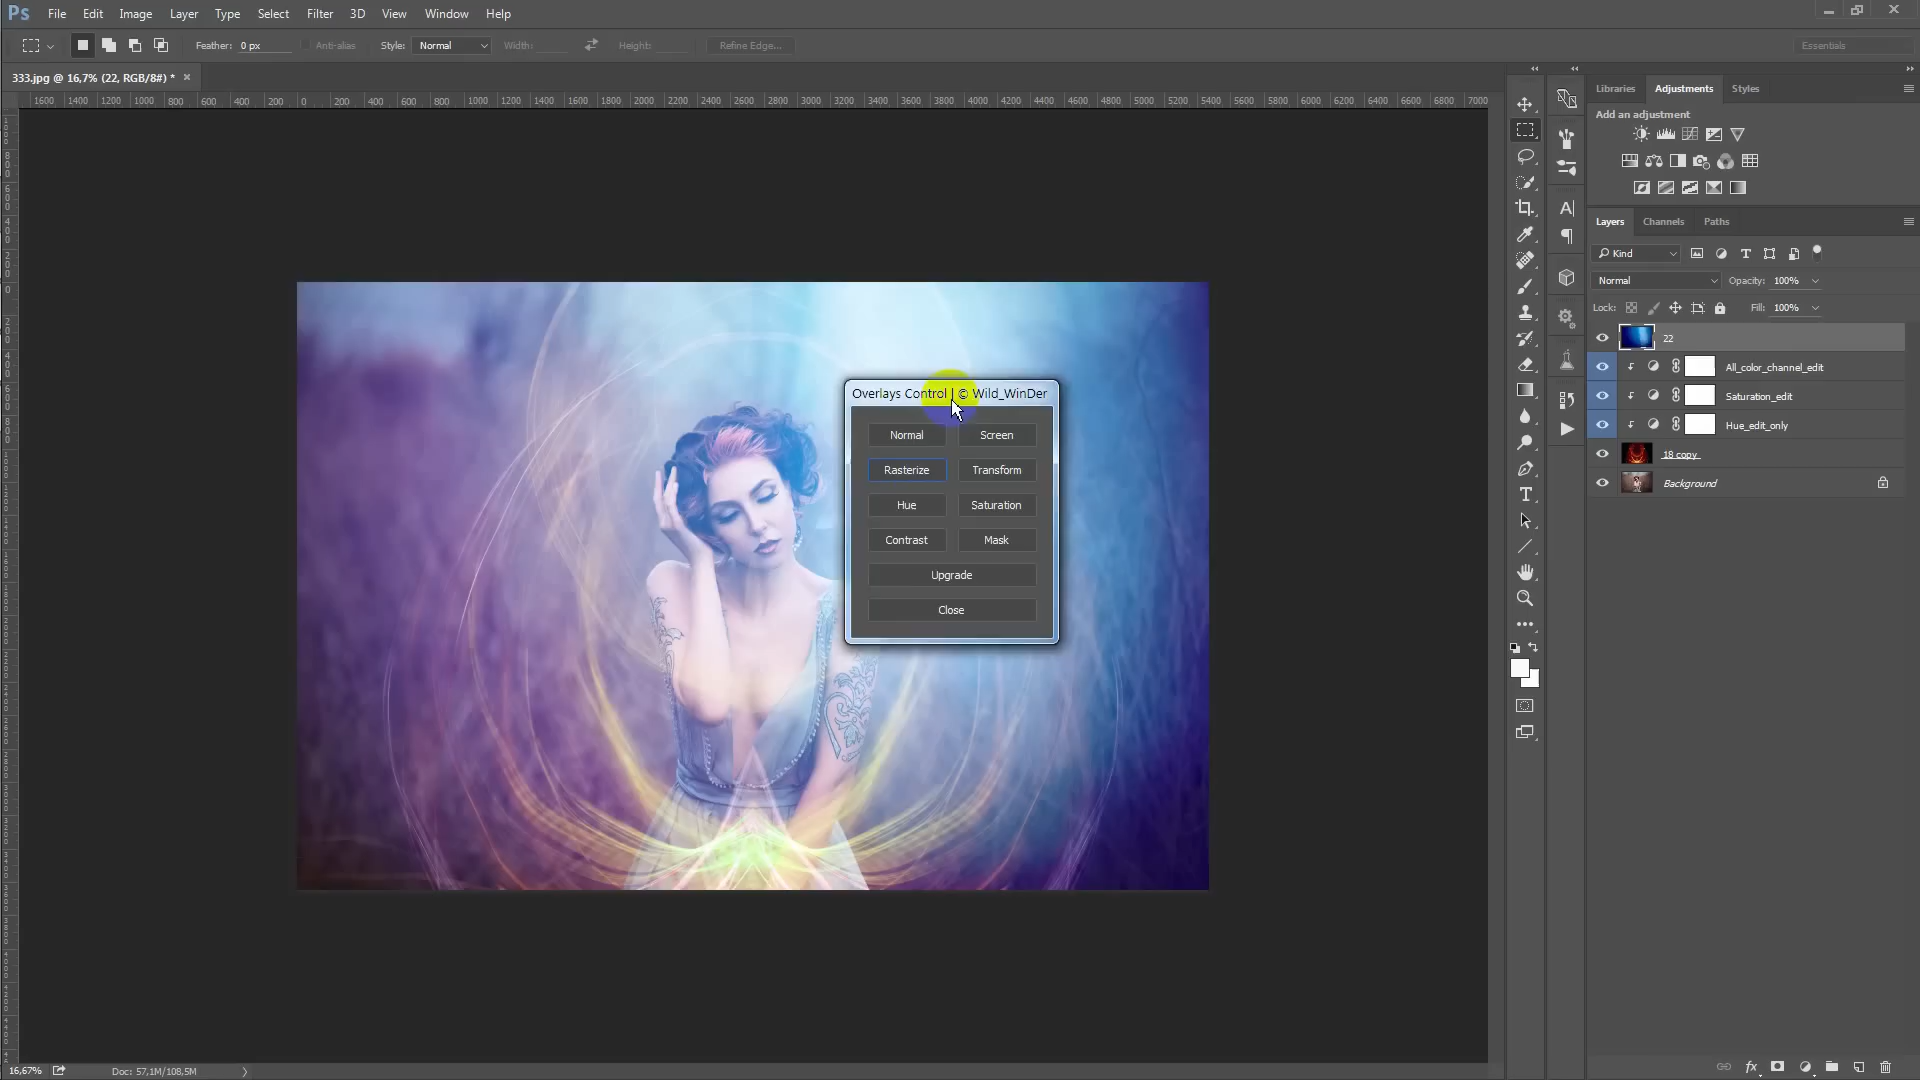 Ps File Edit Image Layer Type Select Filter 3D View Window Help
Feather: 0 px Anti-alias Style: Normal Width: Height: Refine Edge... Essentials
333.jpg @ 16,7% (22, RGB/8#) * ×
1600 1400 1200 1000 800 600 400 200 0 200 400 600 800 1000 1200 1400 1600 1800 2000 2200 2400 2600 2800 3000 3200 3400 3600 3800 4000 4200 4400 4600 4800 5000 5200 5400 5600 5800 6000 6200 6400 6600 6800 7000
Libraries Adjustments Styles
Add an adjustment
Layers Channels Paths
Kind
Normal Opacity: 100%
Lock: Fill: 100%
22
All_color_channel_edit
Saturation_edit
Hue_edit_only
18 copy
Background
Overlays Control | © Wild_WinDer
Normal Screen
Rasterize Transform
Hue Saturation
Contrast Mask
Upgrade
Close
16,67% Doc: 57,1M/108,5M